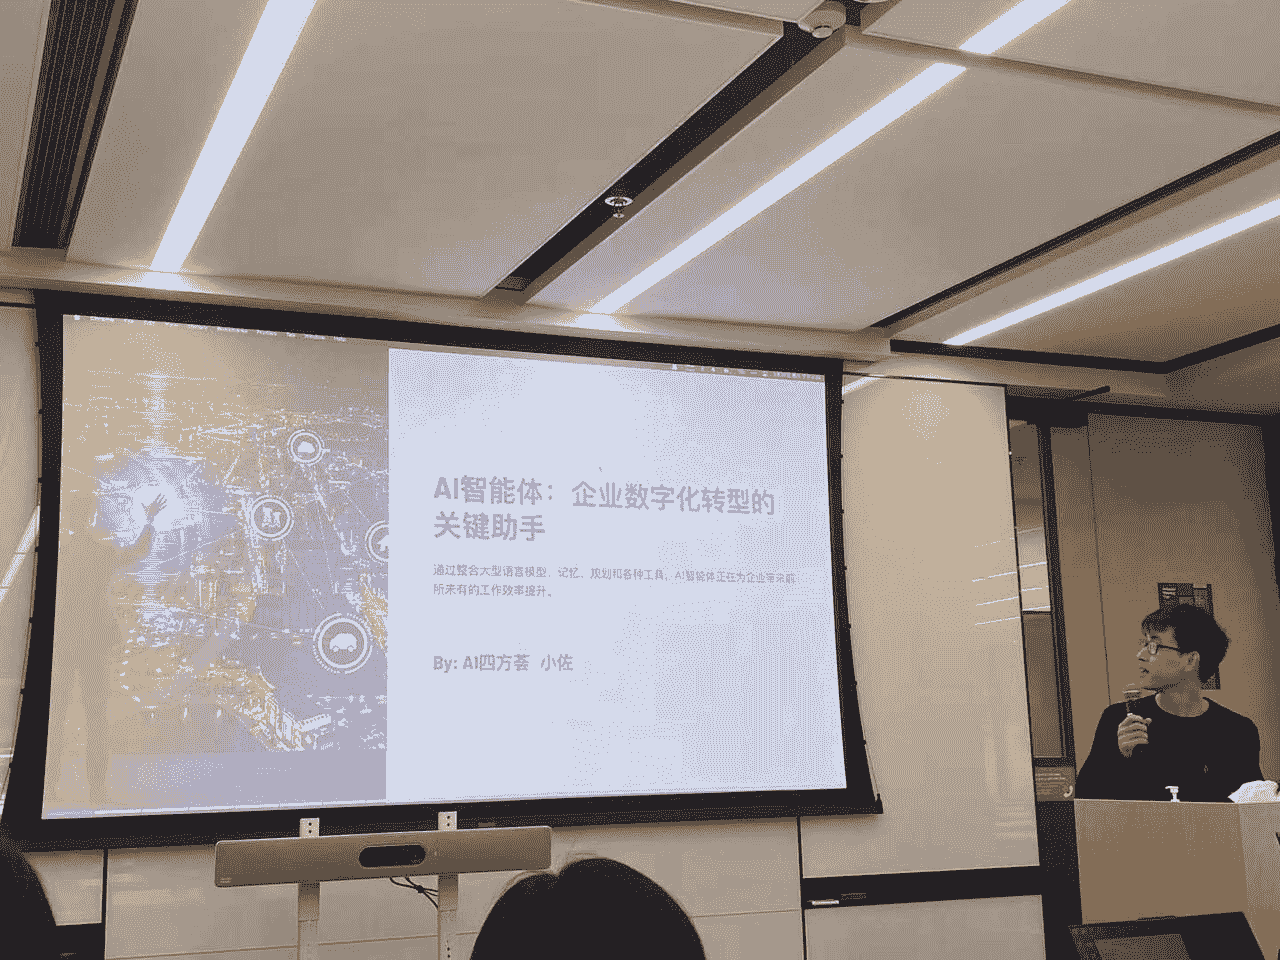 AI智能体：企业数字化转型的
关键助手
通过整合大型语言模型、记忆、规划和各种工具，AI智能体正在为企业带来前
所未有的工作效率提升。
By: AI四方荟 小佐